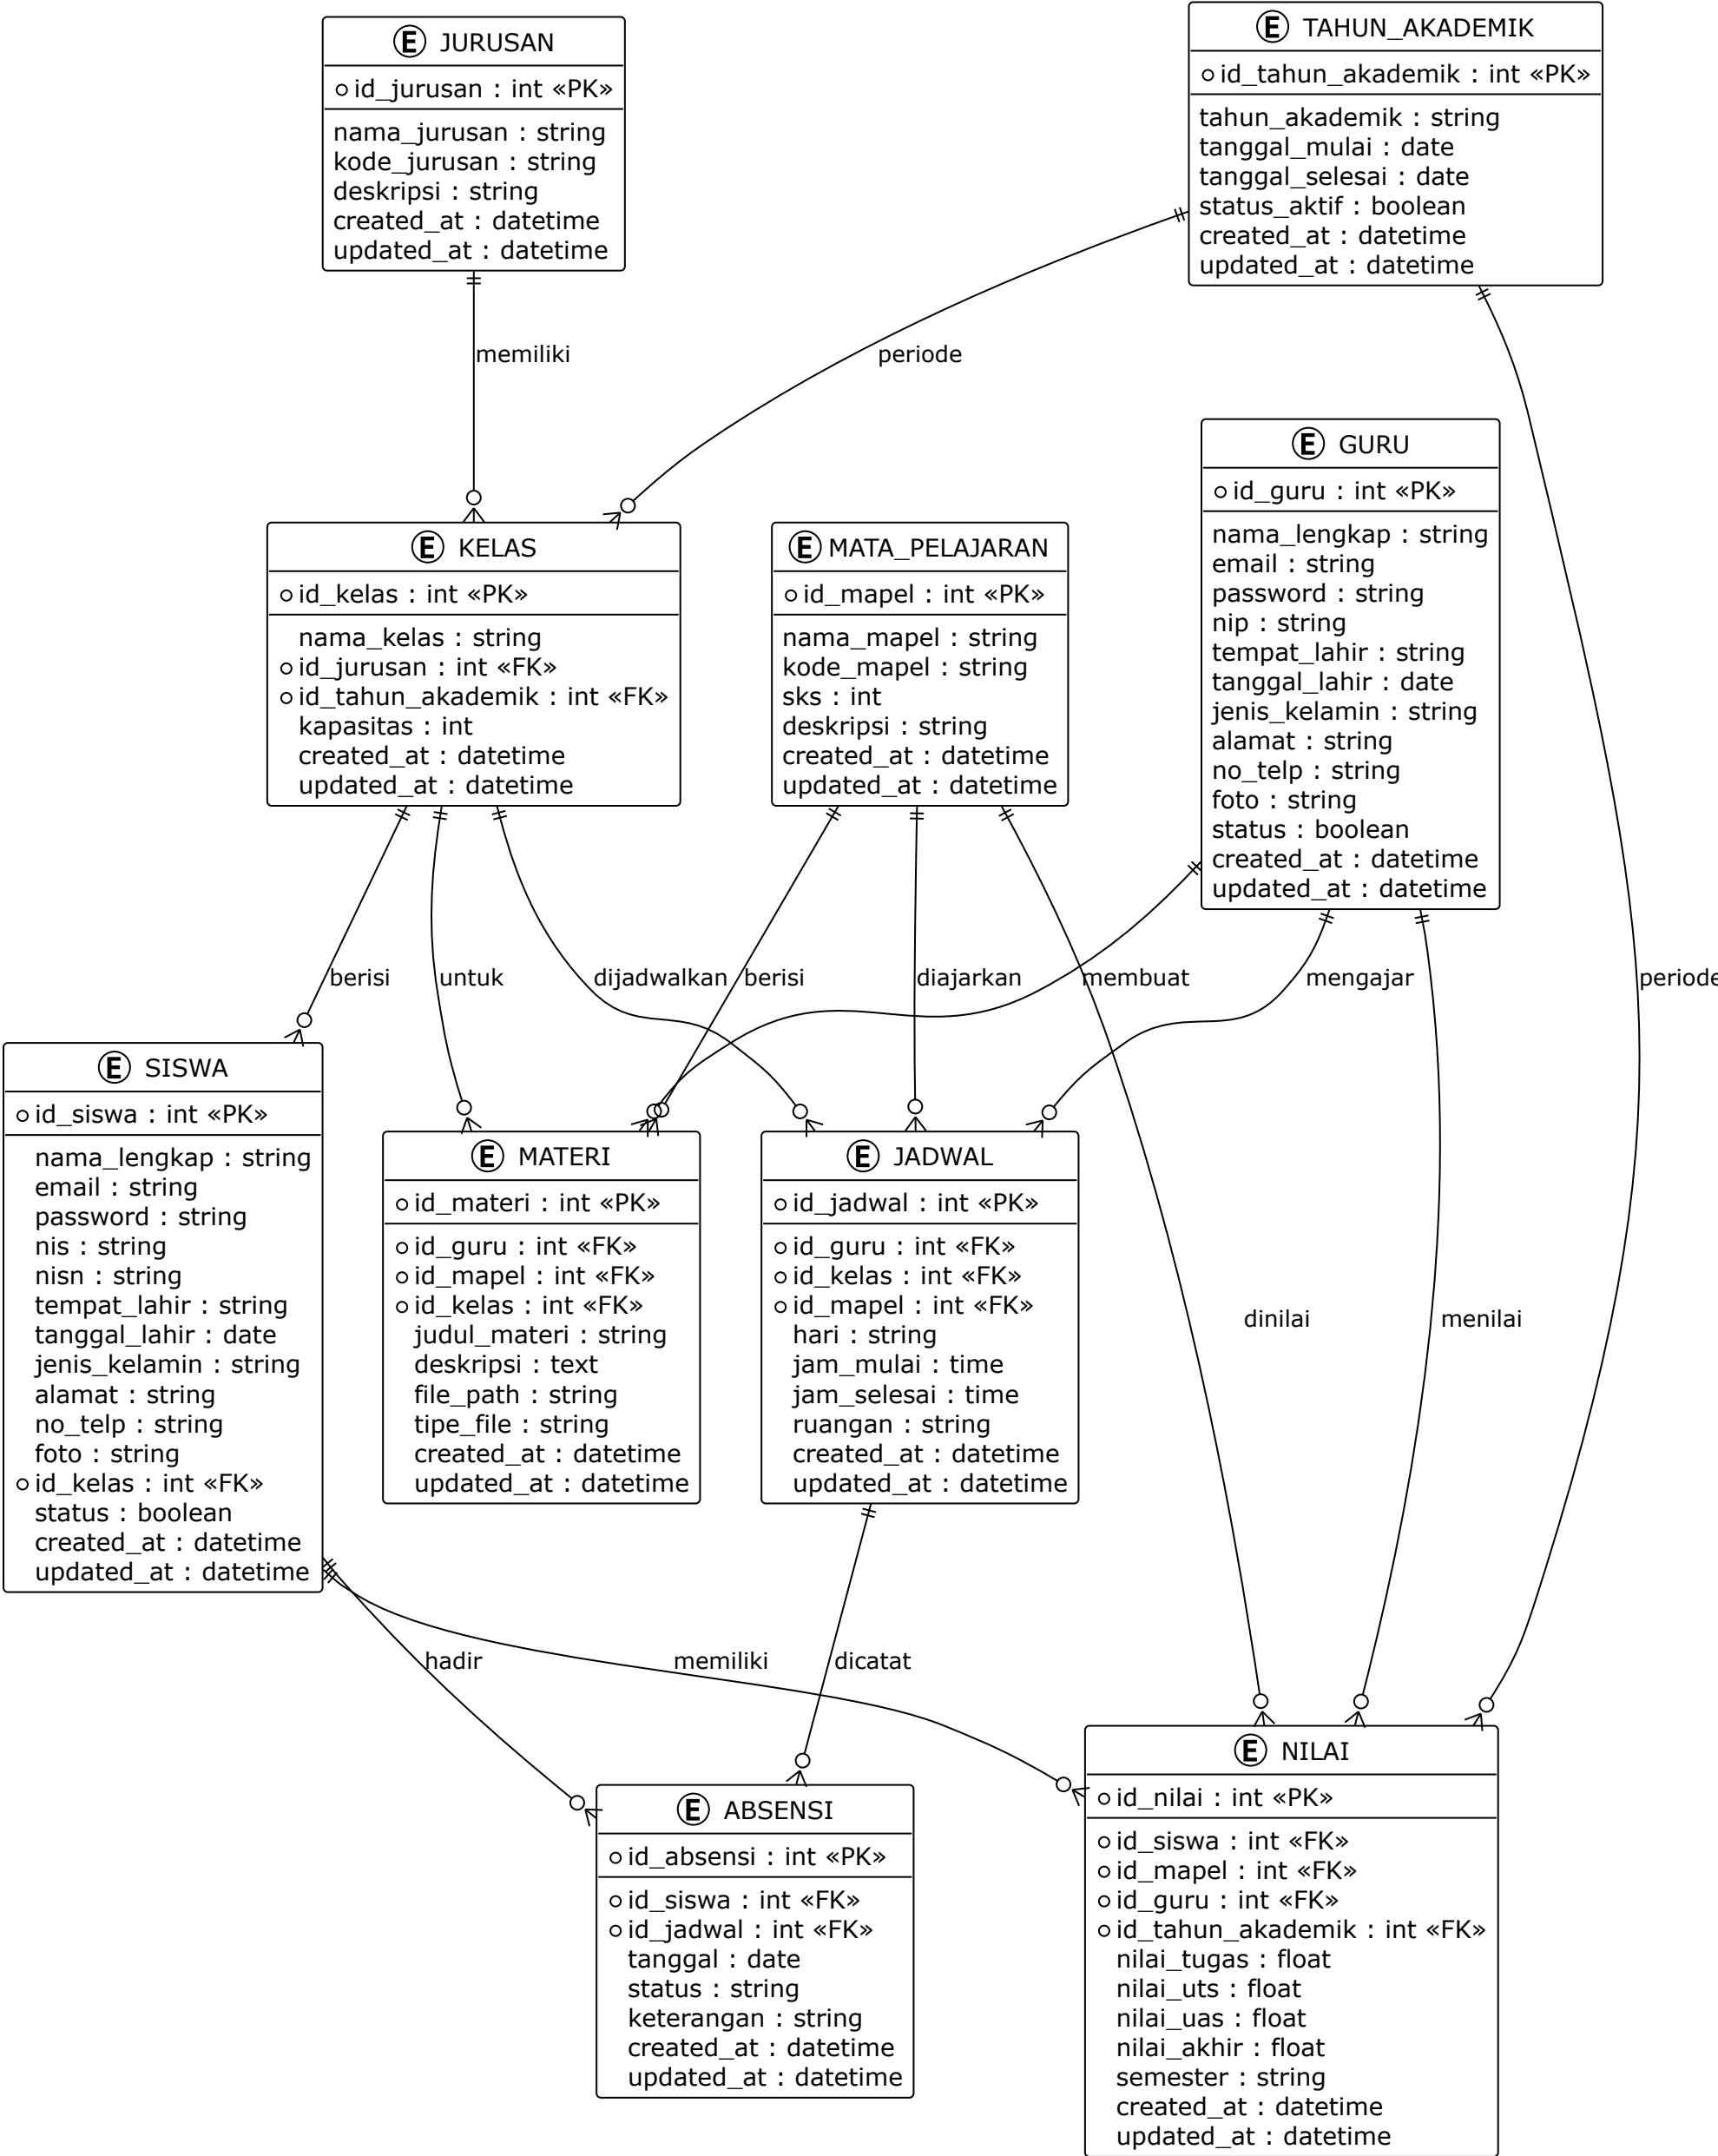 E JURUSAN
id_jurusan : int «PK»
nama_jurusan : string
kode_jurusan : string
deskripsi : string
created_at : datetime
updated_at : datetime
E TAHUN_AKADEMIK
id_tahun_akademik : int «PK»
tahun_akademik : string
tanggal_mulai : date
tanggal_selesai : date
status_aktif : boolean
created_at : datetime
updated_at : datetime
memiliki
periode
E GURU
id_guru : int «PK»
nama_lengkap : string
email : string
password : string
nip : string
tempat_lahir : string
tanggal_lahir : date
jenis_kelamin : string
alamat : string
no_telp : string
foto : string
status : boolean
created_at : datetime
updated_at : datetime
E KELAS
id_kelas : int «PK»
nama_kelas : string
id_jurusan : int «FK»
id_tahun_akademik : int «FK»
kapasitas : int
created_at : datetime
updated_at : datetime
E MATA_PELAJARAN
id_mapel : int «PK»
nama_mapel : string
kode_mapel : string
sks : int
deskripsi : string
created_at : datetime
updated_at : datetime
berisi
untuk
dijadwalkan
berisi
diajarkan
membuat
mengajar
periode
E SISWA
id_siswa : int «PK»
nama_lengkap : string
email : string
password : string
nis : string
nisn : string
tempat_lahir : string
tanggal_lahir : date
jenis_kelamin : string
alamat : string
no_telp : string
foto : string
id_kelas : int «FK»
status : boolean
created_at : datetime
updated_at : datetime
E MATERI
id_materi : int «PK»
id_guru : int «FK»
id_mapel : int «FK»
id_kelas : int «FK»
judul_materi : string
deskripsi : text
file_path : string
tipe_file : string
created_at : datetime
updated_at : datetime
E JADWAL
id_jadwal : int «PK»
id_guru : int «FK»
id_kelas : int «FK»
id_mapel : int «FK»
hari : string
jam_mulai : time
jam_selesai : time
ruangan : string
created_at : datetime
updated_at : datetime
dinilai
menilai
hadir
memiliki
dicatat
E ABSENSI
id_absensi : int «PK»
id_siswa : int «FK»
id_jadwal : int «FK»
tanggal : date
status : string
keterangan : string
created_at : datetime
updated_at : datetime
E NILAI
id_nilai : int «PK»
id_siswa : int «FK»
id_mapel : int «FK»
id_guru : int «FK»
id_tahun_akademik : int «FK»
nilai_tugas : float
nilai_uts : float
nilai_uas : float
nilai_akhir : float
semester : string
created_at : datetime
updated_at : datetime